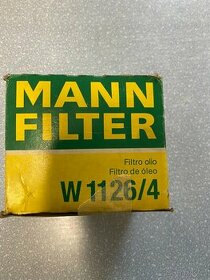 MANN
FILTER
Filtro olio
Filtro de óleo
W 1126/4